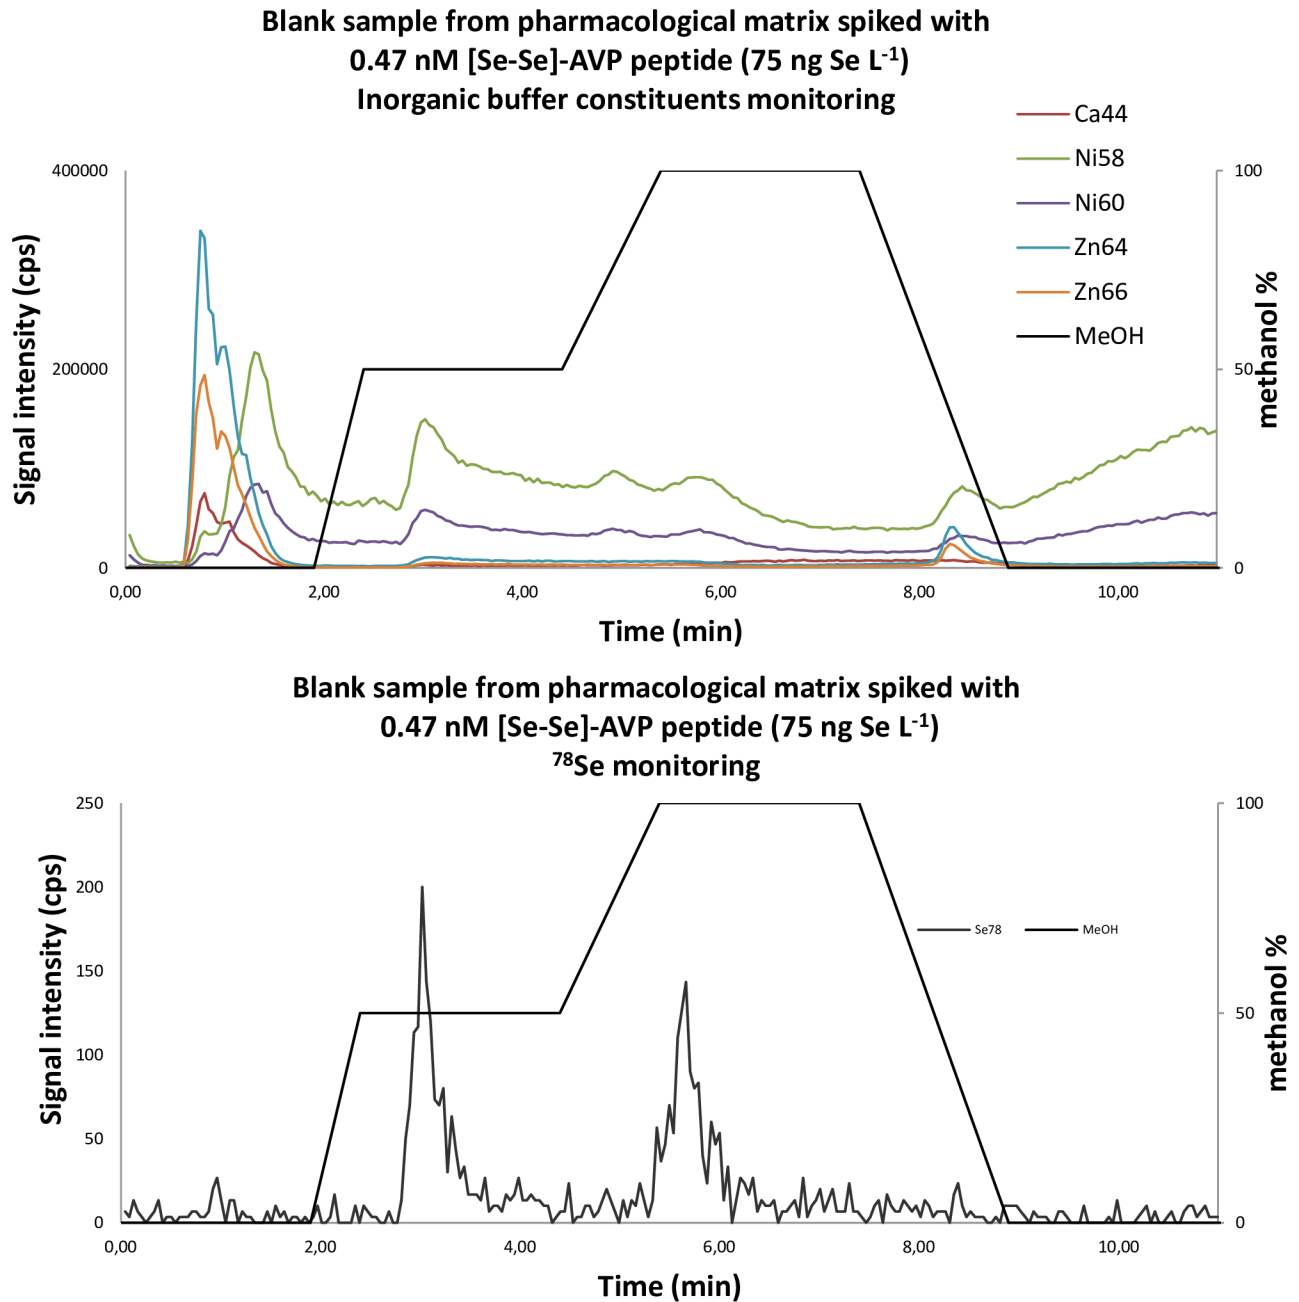 Blank sample from pharmacological matrix spiked with
0.47 nM [Se-Se]-AVP peptide (75 ng Se L⁻¹)
Inorganic buffer constituents monitoring
Ca44
Ni58
Ni60
Zn64
Zn66
MeOH
400000
200000
0
100
50
0
Signal intensity (cps)
methanol %
0,00
2,00
4,00
6,00
8,00
10,00
Time (min)
Blank sample from pharmacological matrix spiked with
0.47 nM [Se-Se]-AVP peptide (75 ng Se L⁻¹)
⁷⁸Se monitoring
250
200
150
100
50
0
100
50
0
Signal intensity (cps)
methanol %
Se78
MeOH
0,00
2,00
4,00
6,00
8,00
10,00
Time (min)